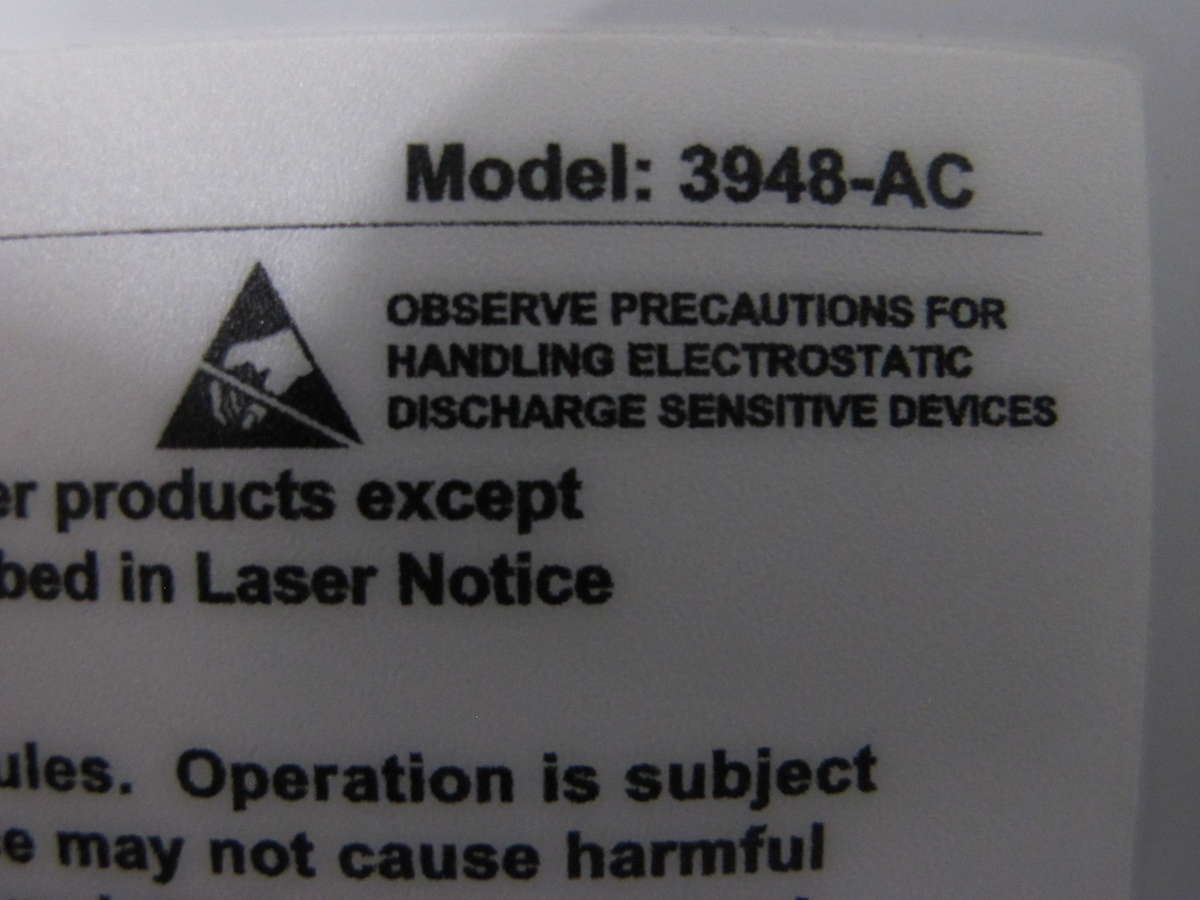 Model: 3948-AC
OBSERVE PRECAUTIONS FOR
HANDLING ELECTROSTATIC
DISCHARGE SENSITIVE DEVICES
er products except
bed in Laser Notice
ules. Operation is subject
may not cause harmful